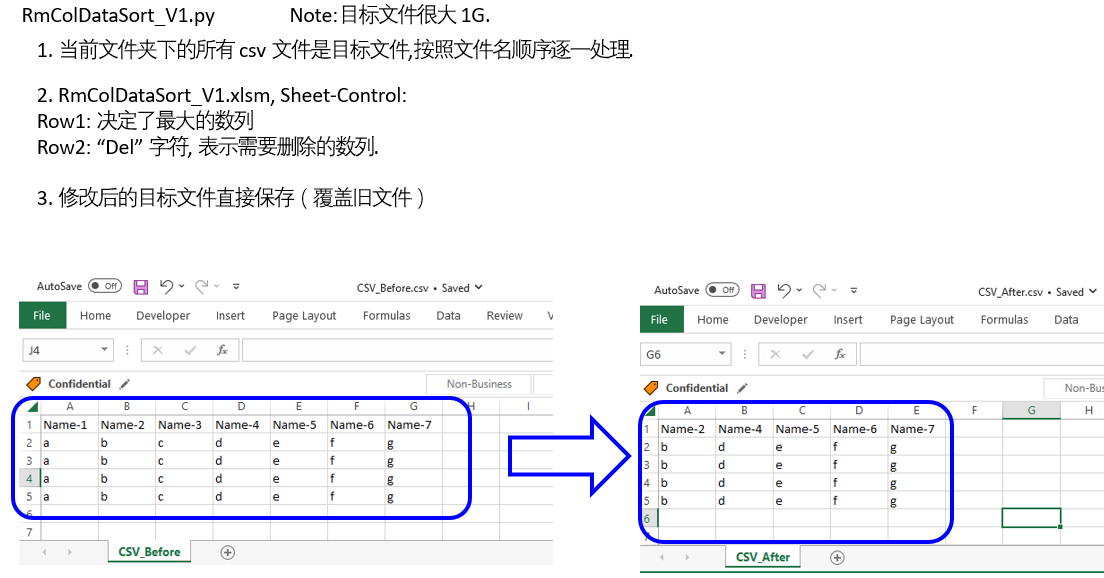 RmColDataSort_V1.py Note:目标文件很大 1G.
1. 当前文件夹下的所有 csv 文件是目标文件,按照文件名顺序逐一处理.
2. RmColDataSort_V1.xlsm, Sheet-Control:
Row1: 决定了最大的数列
Row2: “Del” 字符, 表示需要删除的数列.
3. 修改后的目标文件直接保存 ( 覆盖旧文件 )
AutoSave Off CSV_Before.csv • Saved
File Home Developer Insert Page Layout Formulas Data Review
J4 fx
Confidential Non-Business
A B C D E F G H I
1 Name-1 Name-2 Name-3 Name-4 Name-5 Name-6 Name-7
2 a b c d e f g
3 a b c d e f g
4 a b c d e f g
5 a b c d e f g
6
7
CSV_Before
AutoSave Off CSV_After.csv • Saved
File Home Developer Insert Page Layout Formulas Data
G6 fx
Confidential Non-Bus
A B C D E F G H
1 Name-2 Name-4 Name-5 Name-6 Name-7
2 b d e f g
3 b d e f g
4 b d e f g
5 b d e f g
6
CSV_After